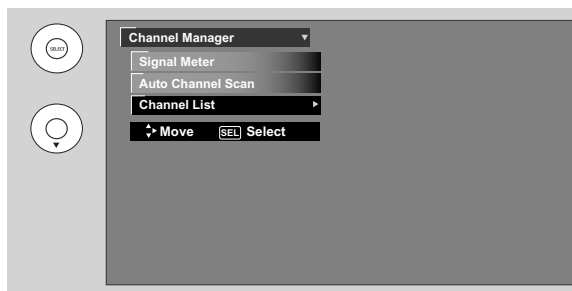 SELECT
Channel Manager
Signal Meter
Auto Channel Scan
Channel List
Move SEL Select